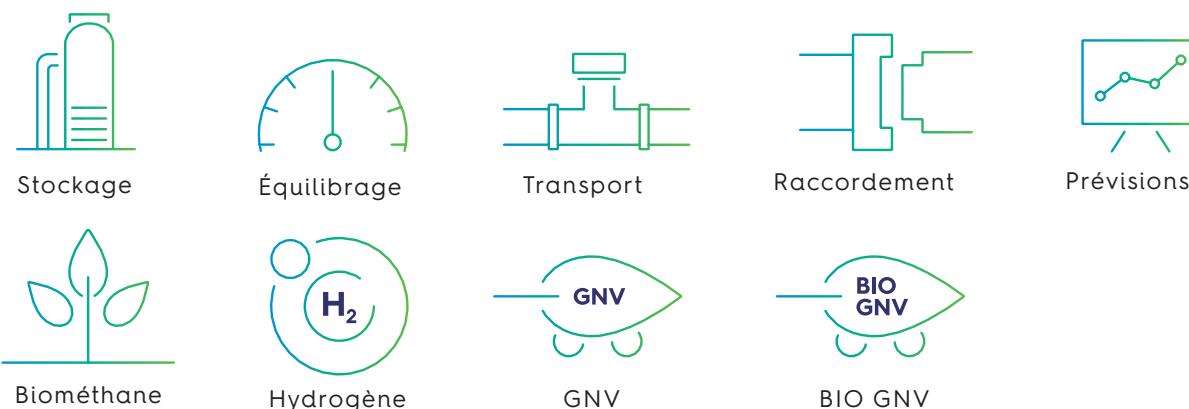 Stockage
Équilibrage
Transport
Raccordement
Prévisions
H₂
GNV
BIO
GNV
Biométhane
Hydrogène
GNV
BIO GNV